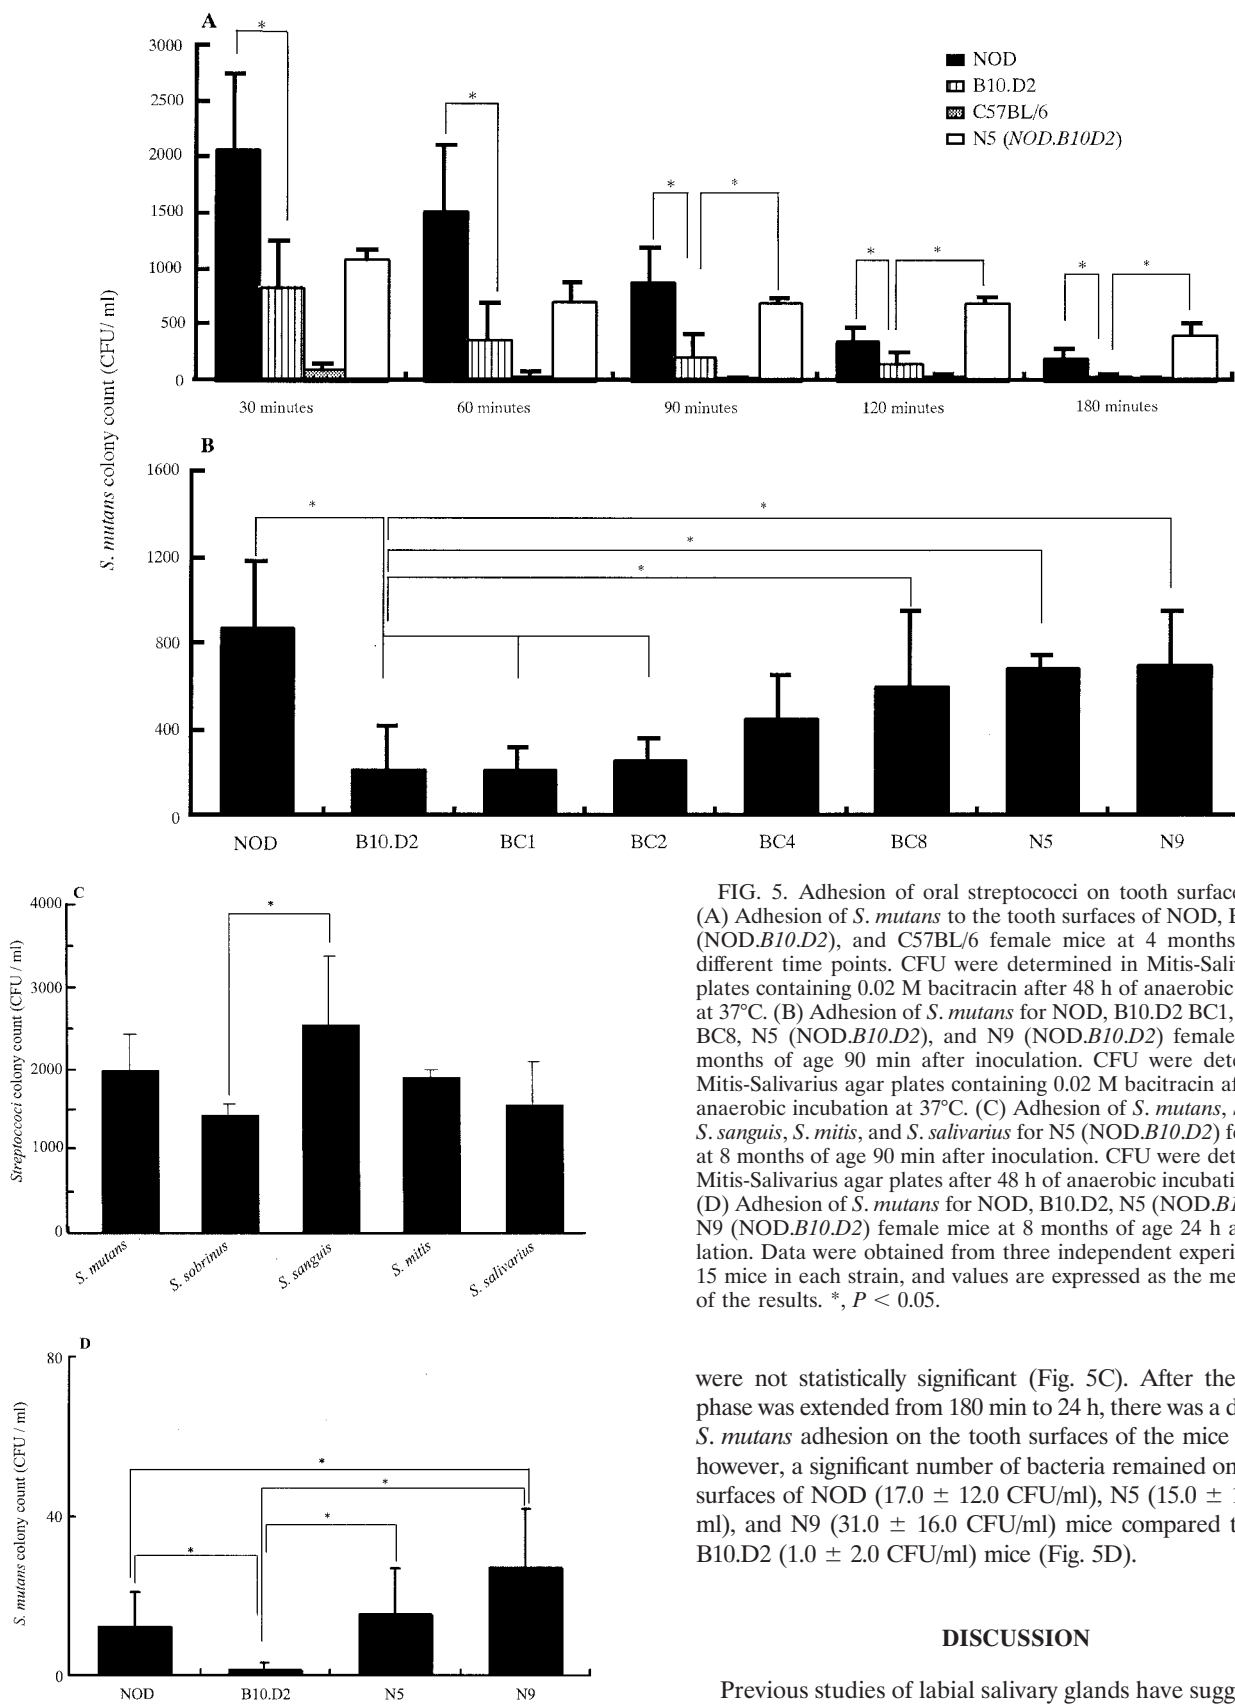 A
*
3000
2500
2000
1500
1000
500
0
NOD
B10.D2
C57BL/6
N5 (NOD.B10D2)
*
* *
* *
* *
30 minutes 60 minutes 90 minutes 120 minutes 180 minutes
S. mutans colony count (CFU/ ml)
B
1600
1200
800
400
0
*
*
*
*
NOD B10.D2 BC1 BC2 BC4 BC8 N5 N9
C
4000
3000
2000
1000
0
*
Streptoccoci colony count (CFU / ml)
S. mutans S. sobrinus S. sanguis S. mitis S. salivarius
D
80
40
0
*
*
*
*
S. mutans colony count (CFU / ml)
NOD B10.D2 N5 N9
FIG. 5. Adhesion of oral streptococci on tooth surface
(A) Adhesion of S. mutans to the tooth surfaces of NOD, B
(NOD.B10.D2), and C57BL/6 female mice at 4 months
different time points. CFU were determined in Mitis-Saliv
plates containing 0.02 M bacitracin after 48 h of anaerobic
at 37°C. (B) Adhesion of S. mutans for NOD, B10.D2 BC1,
BC8, N5 (NOD.B10.D2), and N9 (NOD.B10.D2) female
months of age 90 min after inoculation. CFU were dete
Mitis-Salivarius agar plates containing 0.02 M bacitracin af
anaerobic incubation at 37°C. (C) Adhesion of S. mutans,
S. sanguis, S. mitis, and S. salivarius for N5 (NOD.B10.D2) f
at 8 months of age 90 min after inoculation. CFU were det
Mitis-Salivarius agar plates after 48 h of anaerobic incubati
(D) Adhesion of S. mutans for NOD, B10.D2, N5 (NOD.B1
N9 (NOD.B10.D2) female mice at 8 months of age 24 h a
lation. Data were obtained from three independent experi
15 mice in each strain, and values are expressed as the me
of the results. *, P < 0.05.
were not statistically significant (Fig. 5C). After the
phase was extended from 180 min to 24 h, there was a d
S. mutans adhesion on the tooth surfaces of the mice
however, a significant number of bacteria remained on
surfaces of NOD (17.0 ± 12.0 CFU/ml), N5 (15.0 ± 1
ml), and N9 (31.0 ± 16.0 CFU/ml) mice compared t
B10.D2 (1.0 ± 2.0 CFU/ml) mice (Fig. 5D).
DISCUSSION
Previous studies of labial salivary glands have sugg